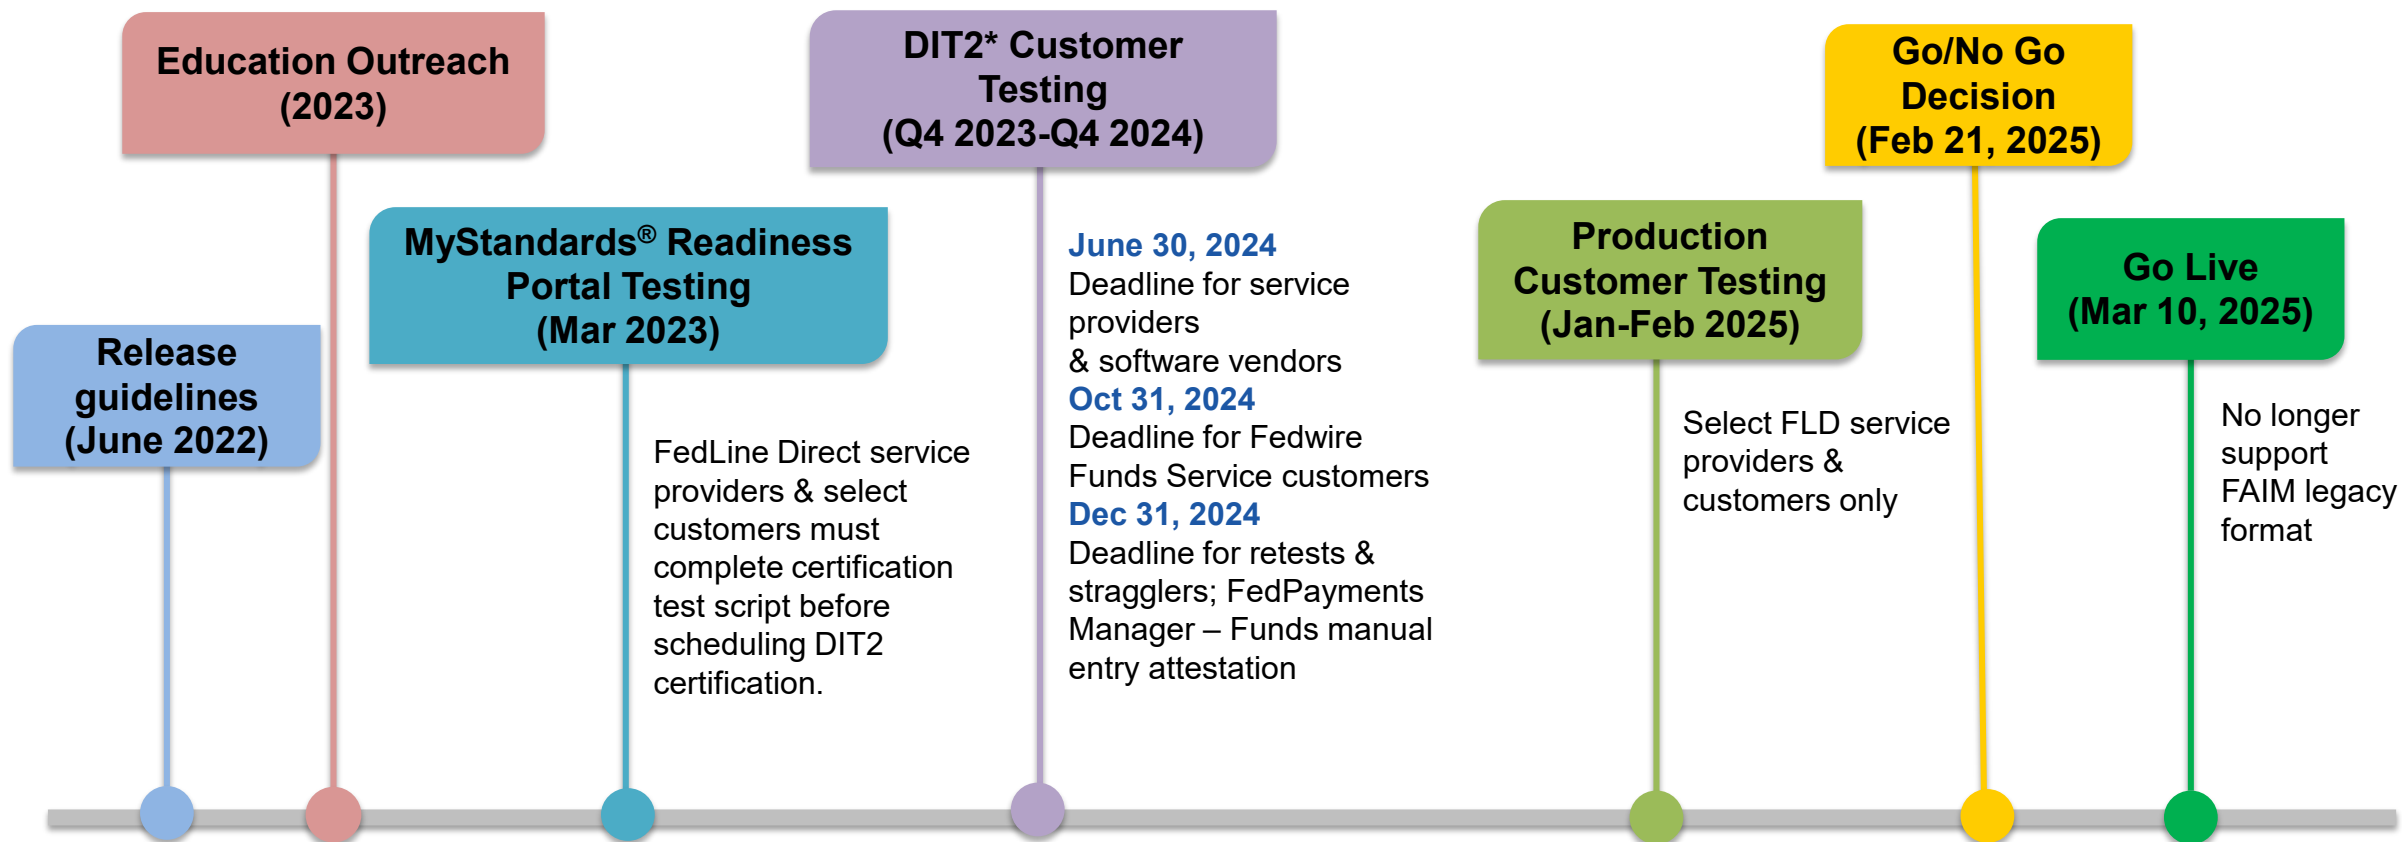 Release
guidelines
(June 2022)
Education Outreach
(2023)
MyStandards® Readiness
Portal Testing
(Mar 2023)
FedLine Direct service
providers & select
customers must
complete certification
test script before
scheduling DIT2
certification.
DIT2* Customer
Testing
(Q4 2023-Q4 2024)
June 30, 2024
Deadline for service
providers
& software vendors
Oct 31, 2024
Deadline for Fedwire
Funds Service customers
Dec 31, 2024
Deadline for retests &
stragglers; FedPayments
Manager – Funds manual
entry attestation
Production
Customer Testing
(Jan-Feb 2025)
Select FLD service
providers &
customers only
Go/No Go
Decision
(Feb 21, 2025)
Go Live
(Mar 10, 2025)
No longer
support
FAIM legacy
format